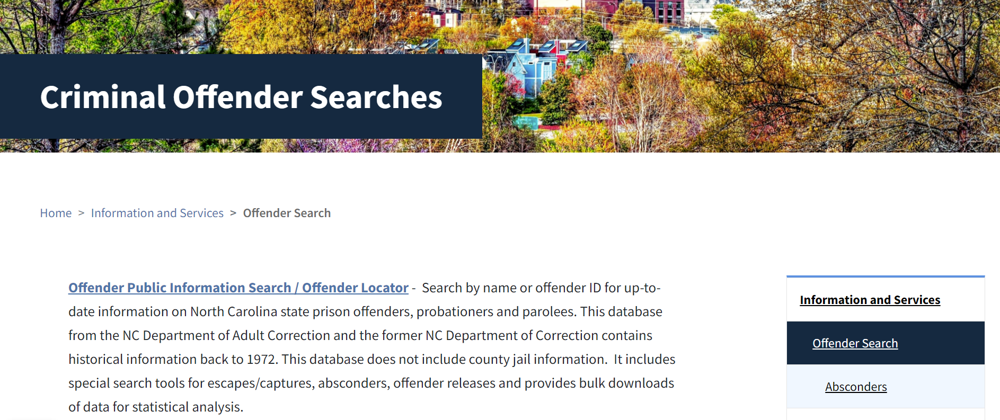 Criminal Offender Searches
Home > Information and Services > Offender Search
Offender Public Information Search / Offender Locator - Search by name or offender ID for up-to-
date information on North Carolina state prison offenders, probationers and parolees. This database
from the NC Department of Adult Correction and the former NC Department of Correction contains
historical information back to 1972. This database does not include county jail information. It includes
special search tools for escapes/captures, absconders, offender releases and provides bulk downloads
of data for statistical analysis.
Information and Services
Offender Search
Absconders